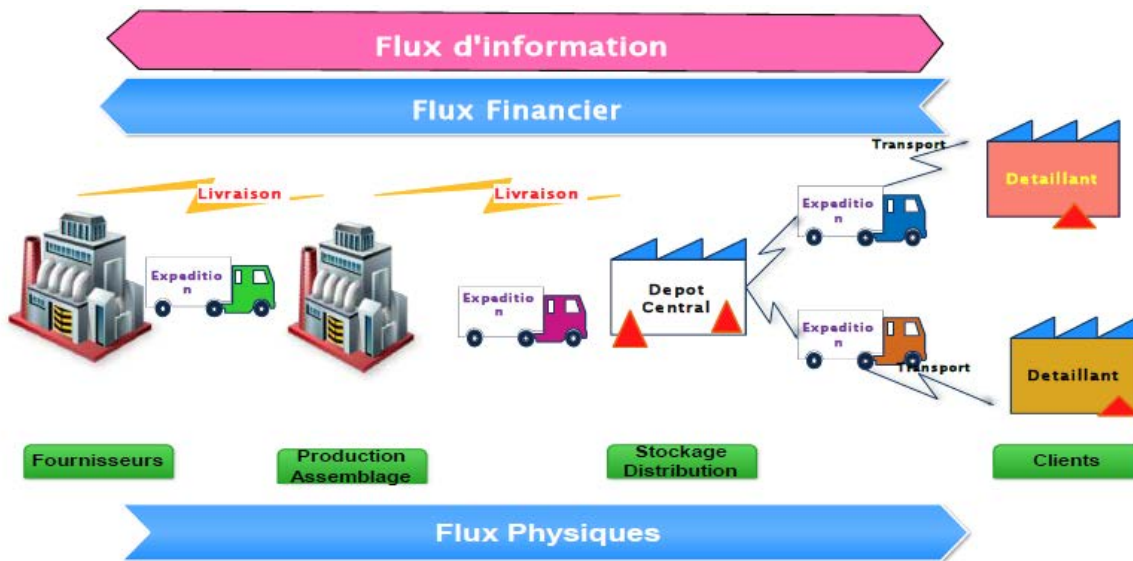 Flux d'information
Flux Financier
Transport
Detaillant
Livraison
Livraison
Expeditio
n
Expeditio
n
Expeditio
n
Depot
Central
Expeditio
n
Transport
Detaillant
Fournisseurs
Production
Assemblage
Stockage
Distribution
Clients
Flux Physiques